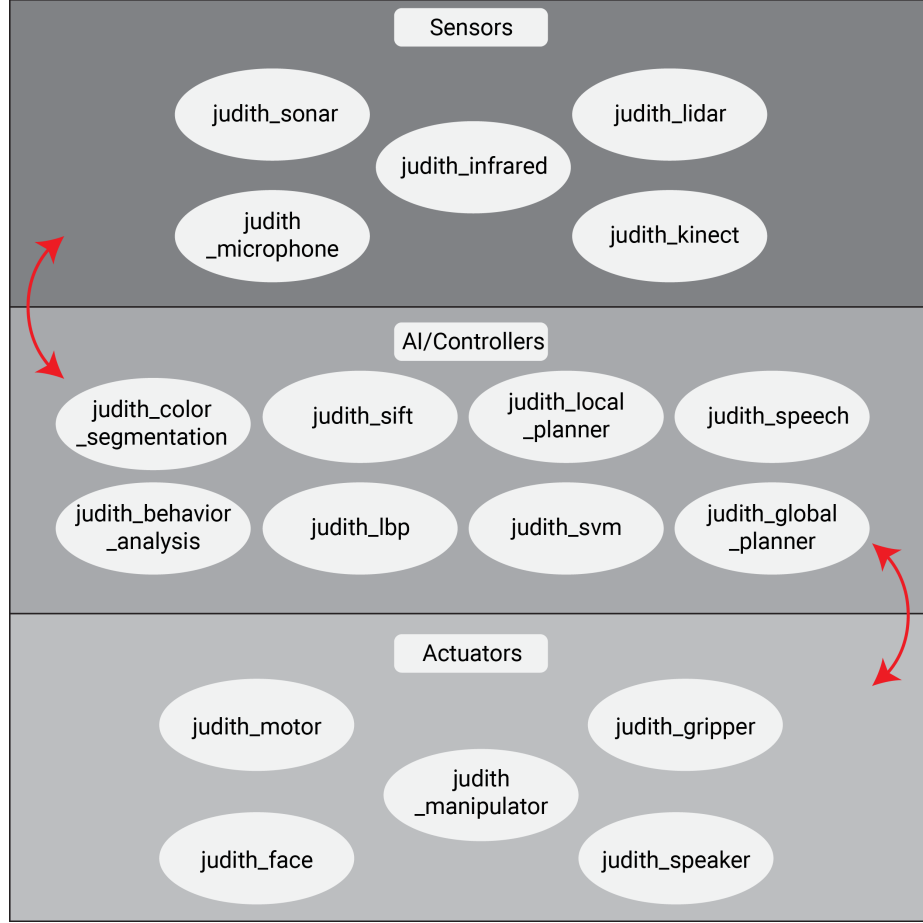 Sensors
judith_sonar
judith_lidar
judith_infrared
judith
_microphone
judith_kinect
AI/Controllers
judith_color
_segmentation
judith_sift
judith_local
_planner
judith_speech
judith_behavior
_analysis
judith_lbp
judith_svm
judith_global
_planner
Actuators
judith_motor
judith_gripper
judith
_manipulator
judith_face
judith_speaker